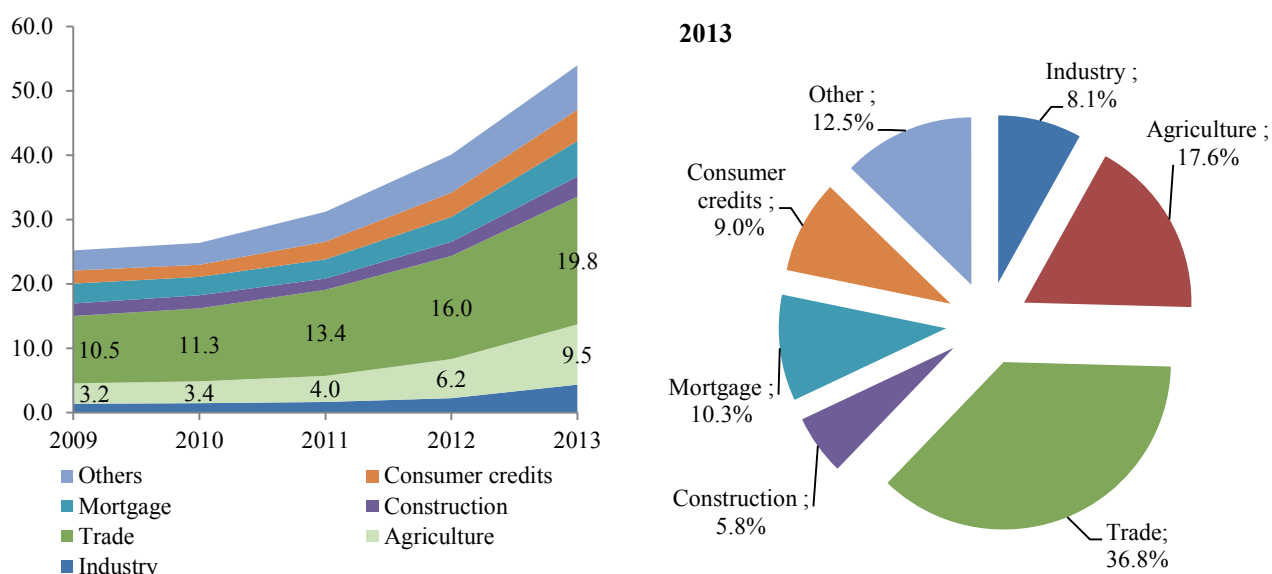 60.0
50.0
40.0
30.0
20.0
10.0
0.0
10.5
11.3
13.4
16.0
19.8
3.2
3.4
4.0
6.2
9.5
2009
2010
2011
2012
2013
Others
Consumer credits
Mortgage
Construction
Trade
Agriculture
Industry
2013
Industry ;
8.1%
Agriculture ;
17.6%
Trade;
36.8%
Construction ;
5.8%
Mortgage ;
10.3%
Consumer
credits ;
9.0%
Other ;
12.5%